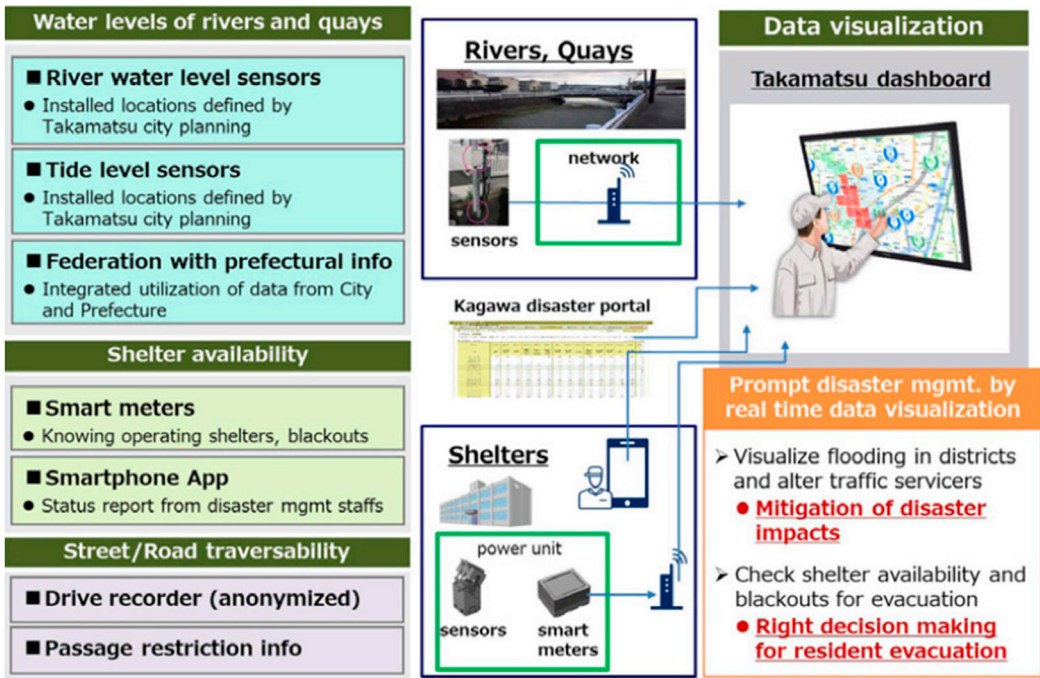 Water levels of rivers and quays
■ River water level sensors
● Installed locations defined by
Takamatsu city planning
■ Tide level sensors
● Installed locations defined by
Takamatsu city planning
■ Federation with prefectural info
● Integrated utilization of data from City
and Prefecture
Shelter availability
■ Smart meters
● Knowing operating shelters, blackouts
■ Smartphone App
● Status report from disaster mgmt staffs
Street/Road traversability
■ Drive recorder (anonymized)
■ Passage restriction info
Rivers, Quays
network
sensors
Kagawa disaster portal
Shelters
power unit
sensors
smart
meters
Data visualization
Takamatsu dashboard
Prompt disaster mgmt. by
real time data visualization
➢ Visualize flooding in districts
and alter traffic servicers
● Mitigation of disaster
impacts
➢ Check shelter availability and
blackouts for evacuation
● Right decision making
for resident evacuation